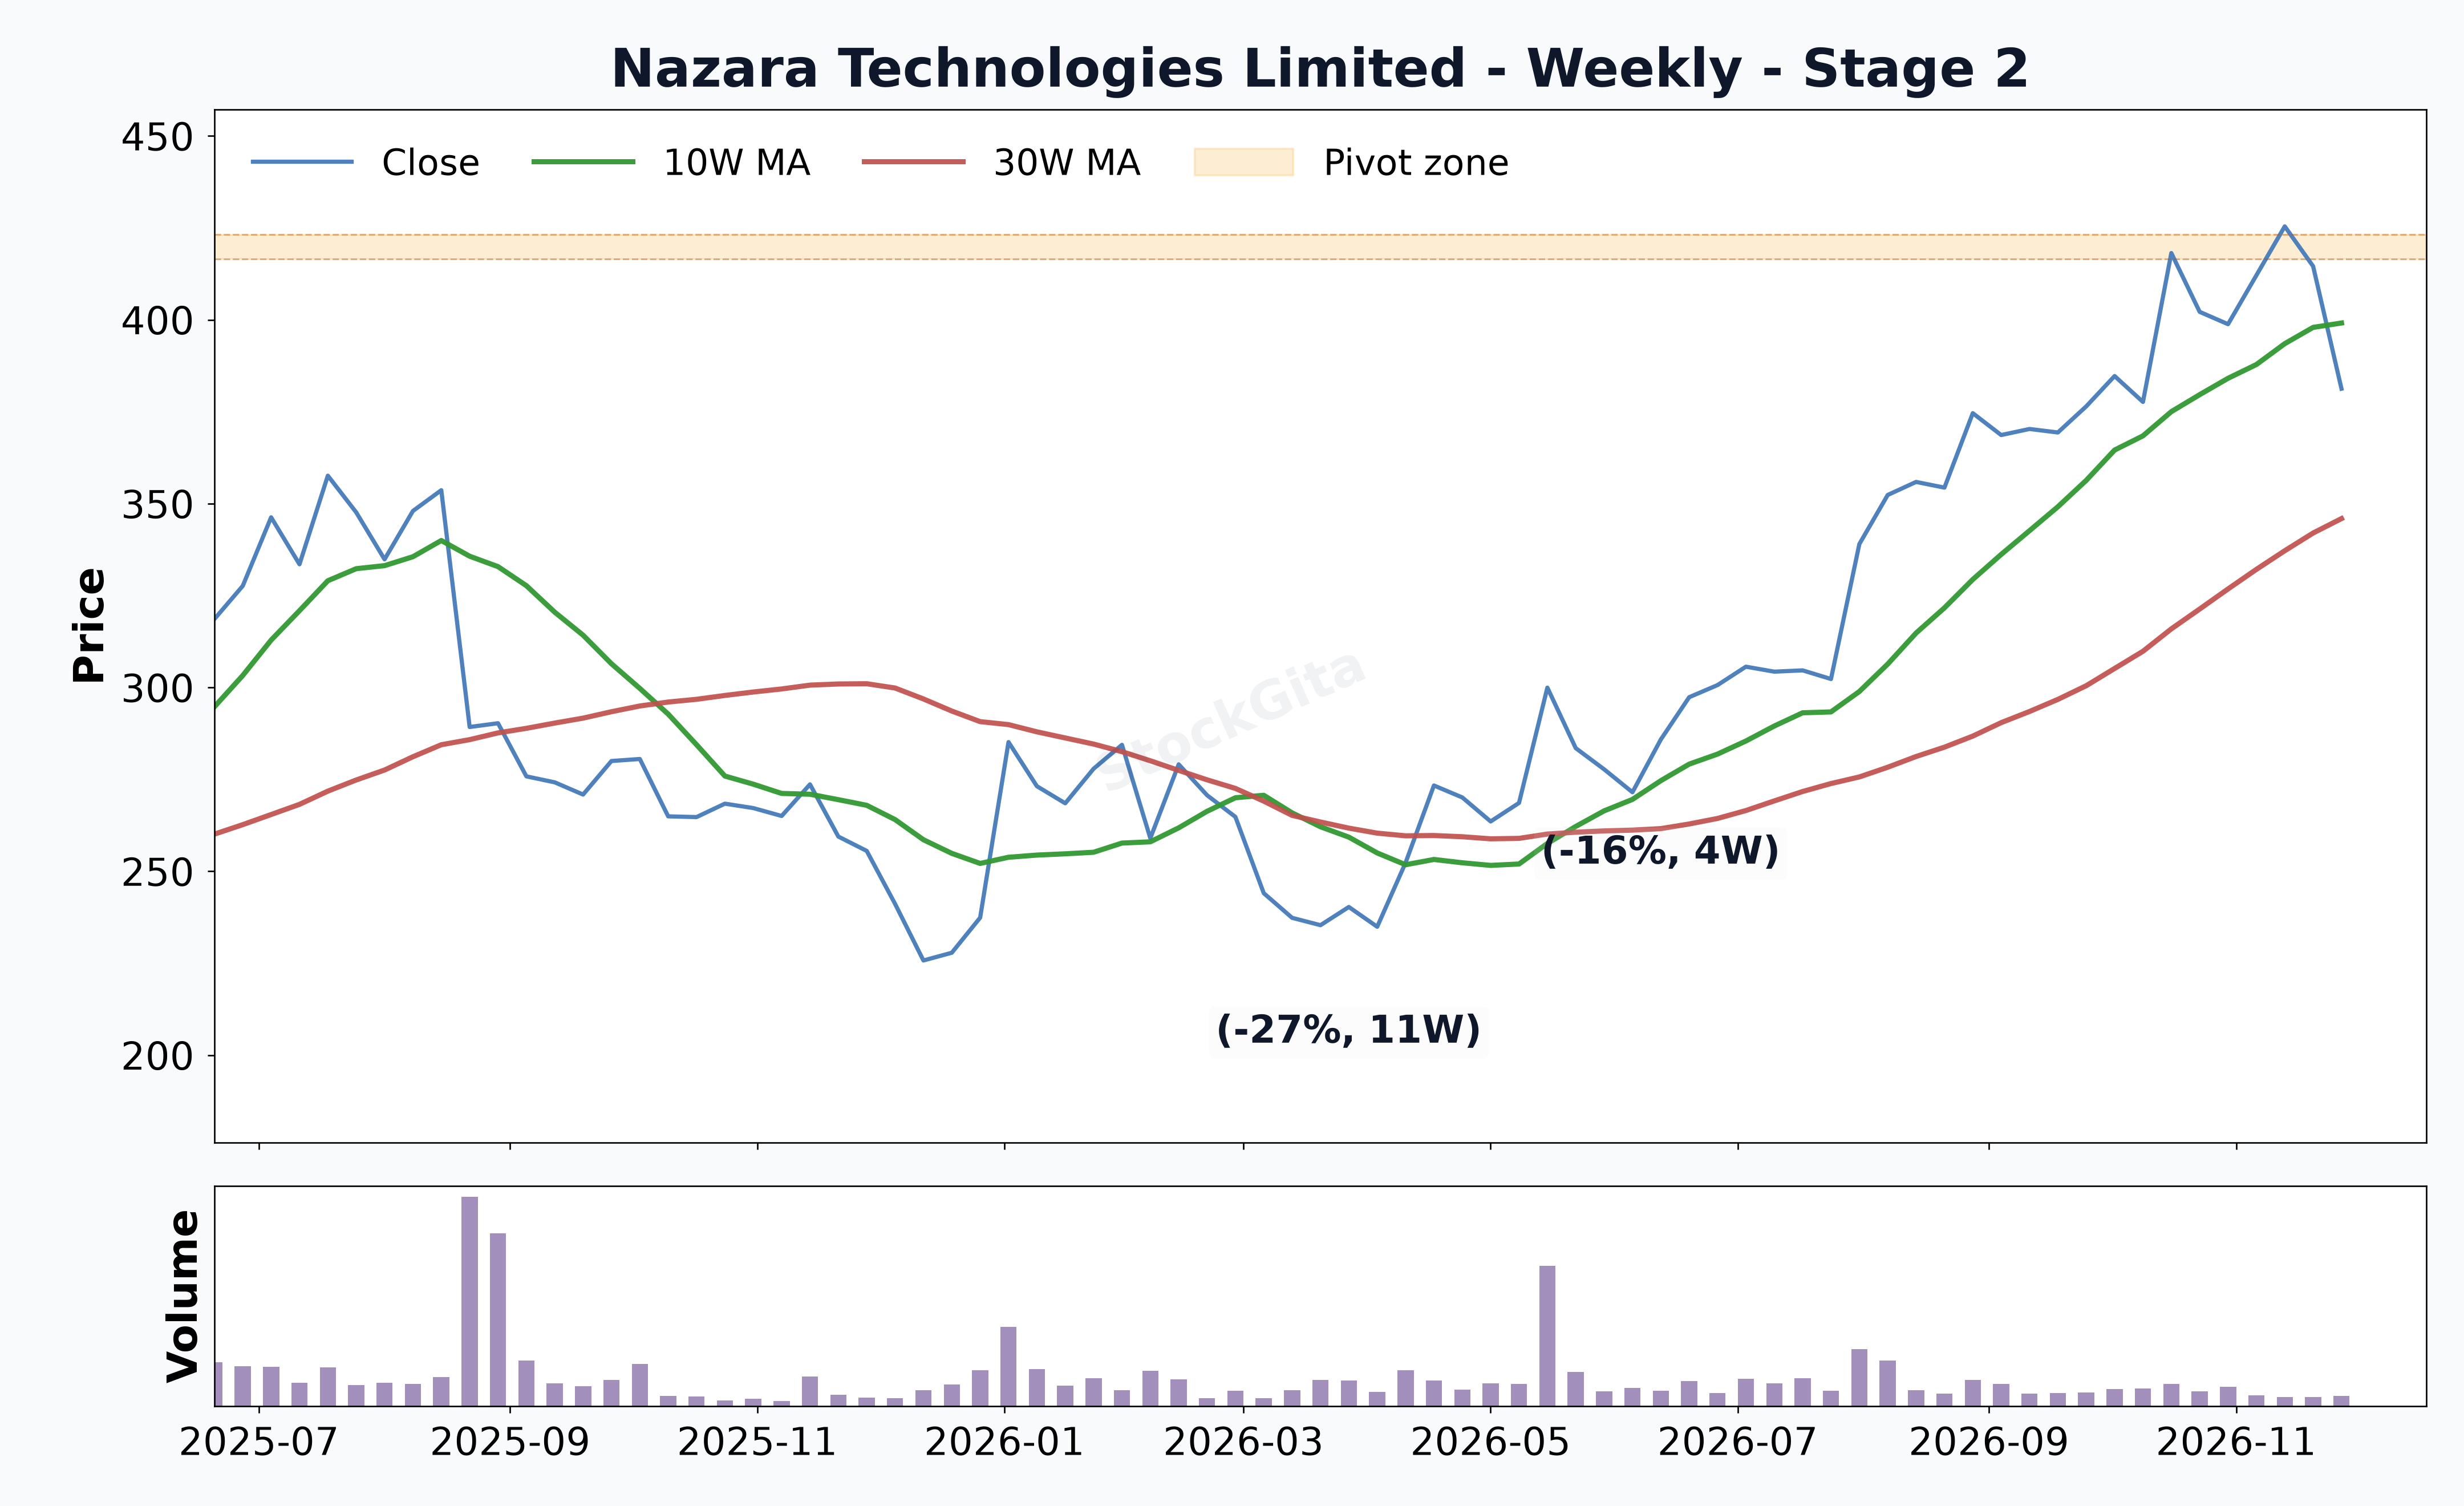 Nazara Technologies Limited - Weekly - Stage 2
Close 10W MA 30W MA Pivot zone
Price
450
400
350
300
250
200
StockGita
(-16%, 4W)
(-27%, 11W)
Volume
2025-07 2025-09 2025-11 2026-01 2026-03 2026-05 2026-07 2026-09 2026-11